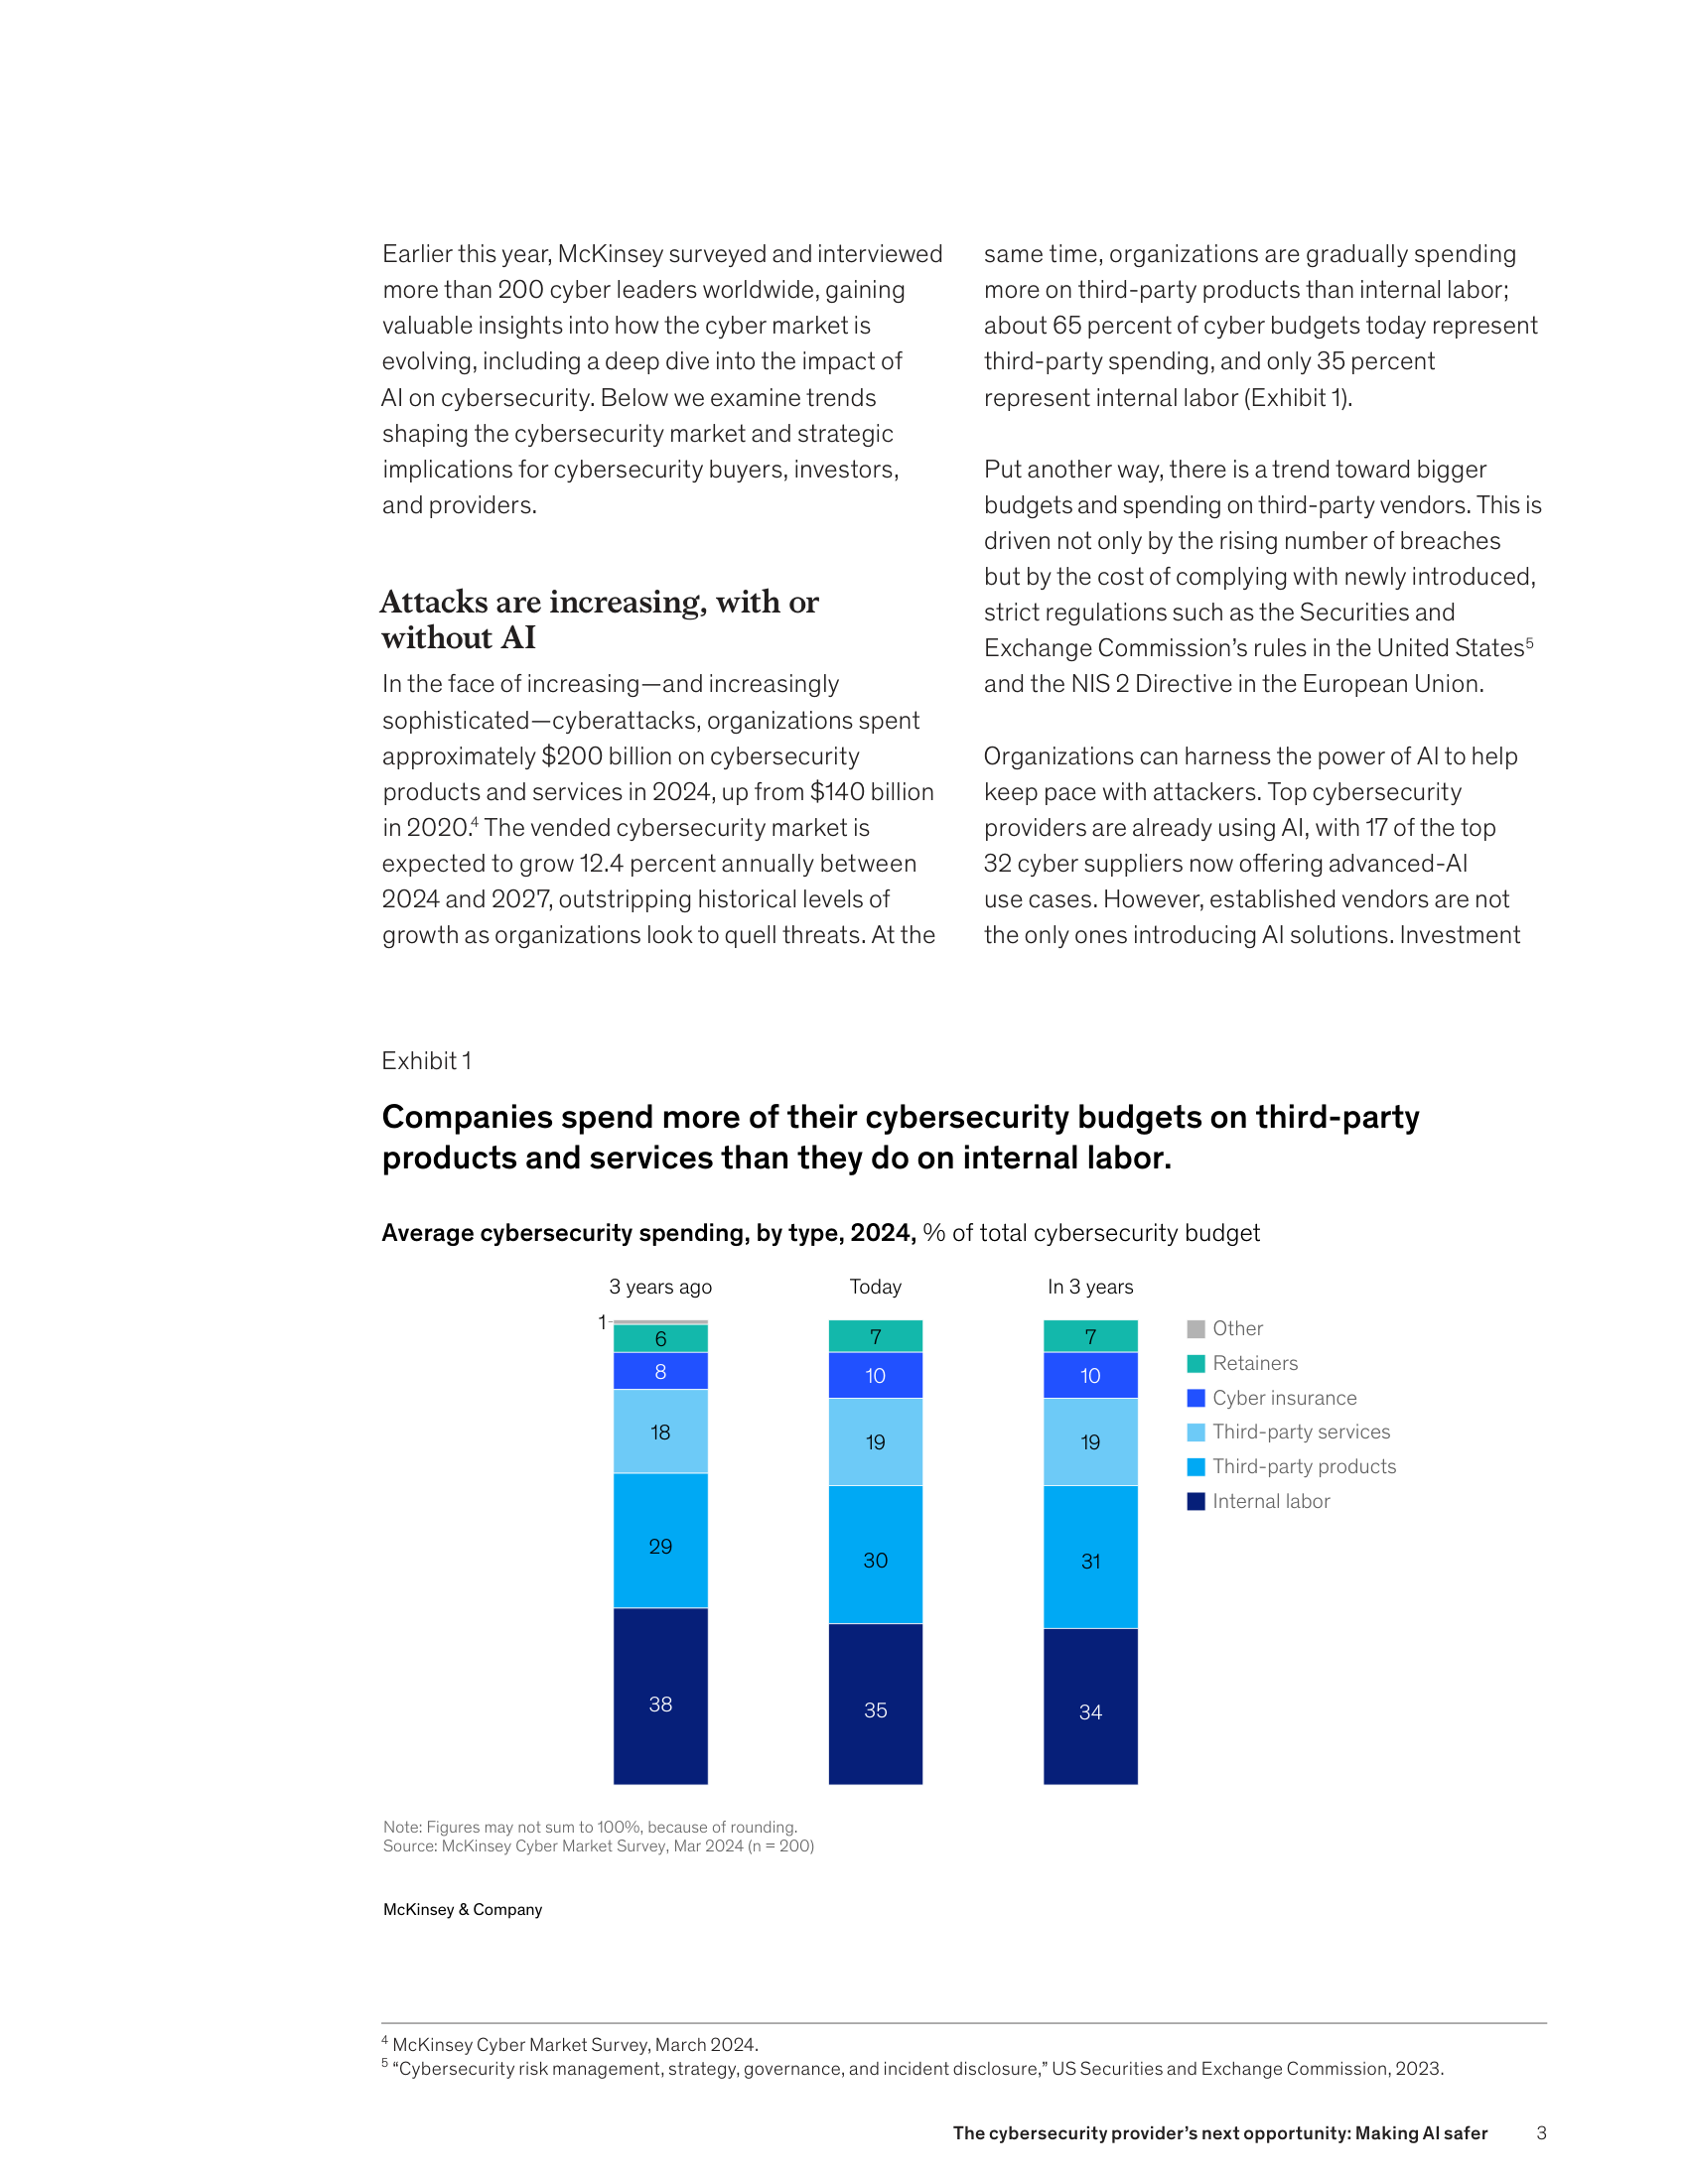 Earlier this year, McKinsey surveyed and interviewed
more than 200 cyber leaders worldwide, gaining
valuable insights into how the cyber market is
evolving, including a deep dive into the impact of
AI on cybersecurity. Below we examine trends
shaping the cybersecurity market and strategic
implications for cybersecurity buyers, investors,
and providers.
Attacks are increasing, with or
without AI
In the face of increasing—and increasingly
sophisticated—cyberattacks, organizations spent
approximately $200 billion on cybersecurity
products and services in 2024, up from $140 billion
in 2020.⁴ The vended cybersecurity market is
expected to grow 12.4 percent annually between
2024 and 2027, outstripping historical levels of
growth as organizations look to quell threats. At the
same time, organizations are gradually spending
more on third-party products than internal labor;
about 65 percent of cyber budgets today represent
third-party spending, and only 35 percent
represent internal labor (Exhibit 1).
Put another way, there is a trend toward bigger
budgets and spending on third-party vendors. This is
driven not only by the rising number of breaches
but by the cost of complying with newly introduced,
strict regulations such as the Securities and
Exchange Commission’s rules in the United States⁵
and the NIS 2 Directive in the European Union.
Organizations can harness the power of AI to help
keep pace with attackers. Top cybersecurity
providers are already using AI, with 17 of the top
32 cyber suppliers now offering advanced-AI
use cases. However, established vendors are not
the only ones introducing AI solutions. Investment
Exhibit 1
Companies spend more of their cybersecurity budgets on third-party
products and services than they do on internal labor.
Average cybersecurity spending, by type, 2024, % of total cybersecurity budget
3 years ago
1
6
8
18
29
38
Today
7
10
19
30
35
In 3 years
7
10
19
31
34
Other
Retainers
Cyber insurance
Third-party services
Third-party products
Internal labor
Note: Figures may not sum to 100%, because of rounding.
Source: McKinsey Cyber Market Survey, Mar 2024 (n = 200)
McKinsey & Company
⁴ McKinsey Cyber Market Survey, March 2024.
⁵ “Cybersecurity risk management, strategy, governance, and incident disclosure,” US Securities and Exchange Commission, 2023.
The cybersecurity provider’s next opportunity: Making AI safer 3